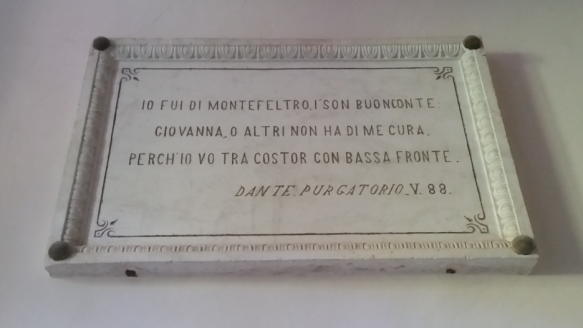 IO FUI DI MONTEFELTRO, I'SON BUONCONTE:
GIOVANNA, O ALTRI NON HA DI ME CURA,
PERCH'IO VO TRA COSTOR CON BASSA FRONTE.
DANTE. PURGATORIO_V. 88.